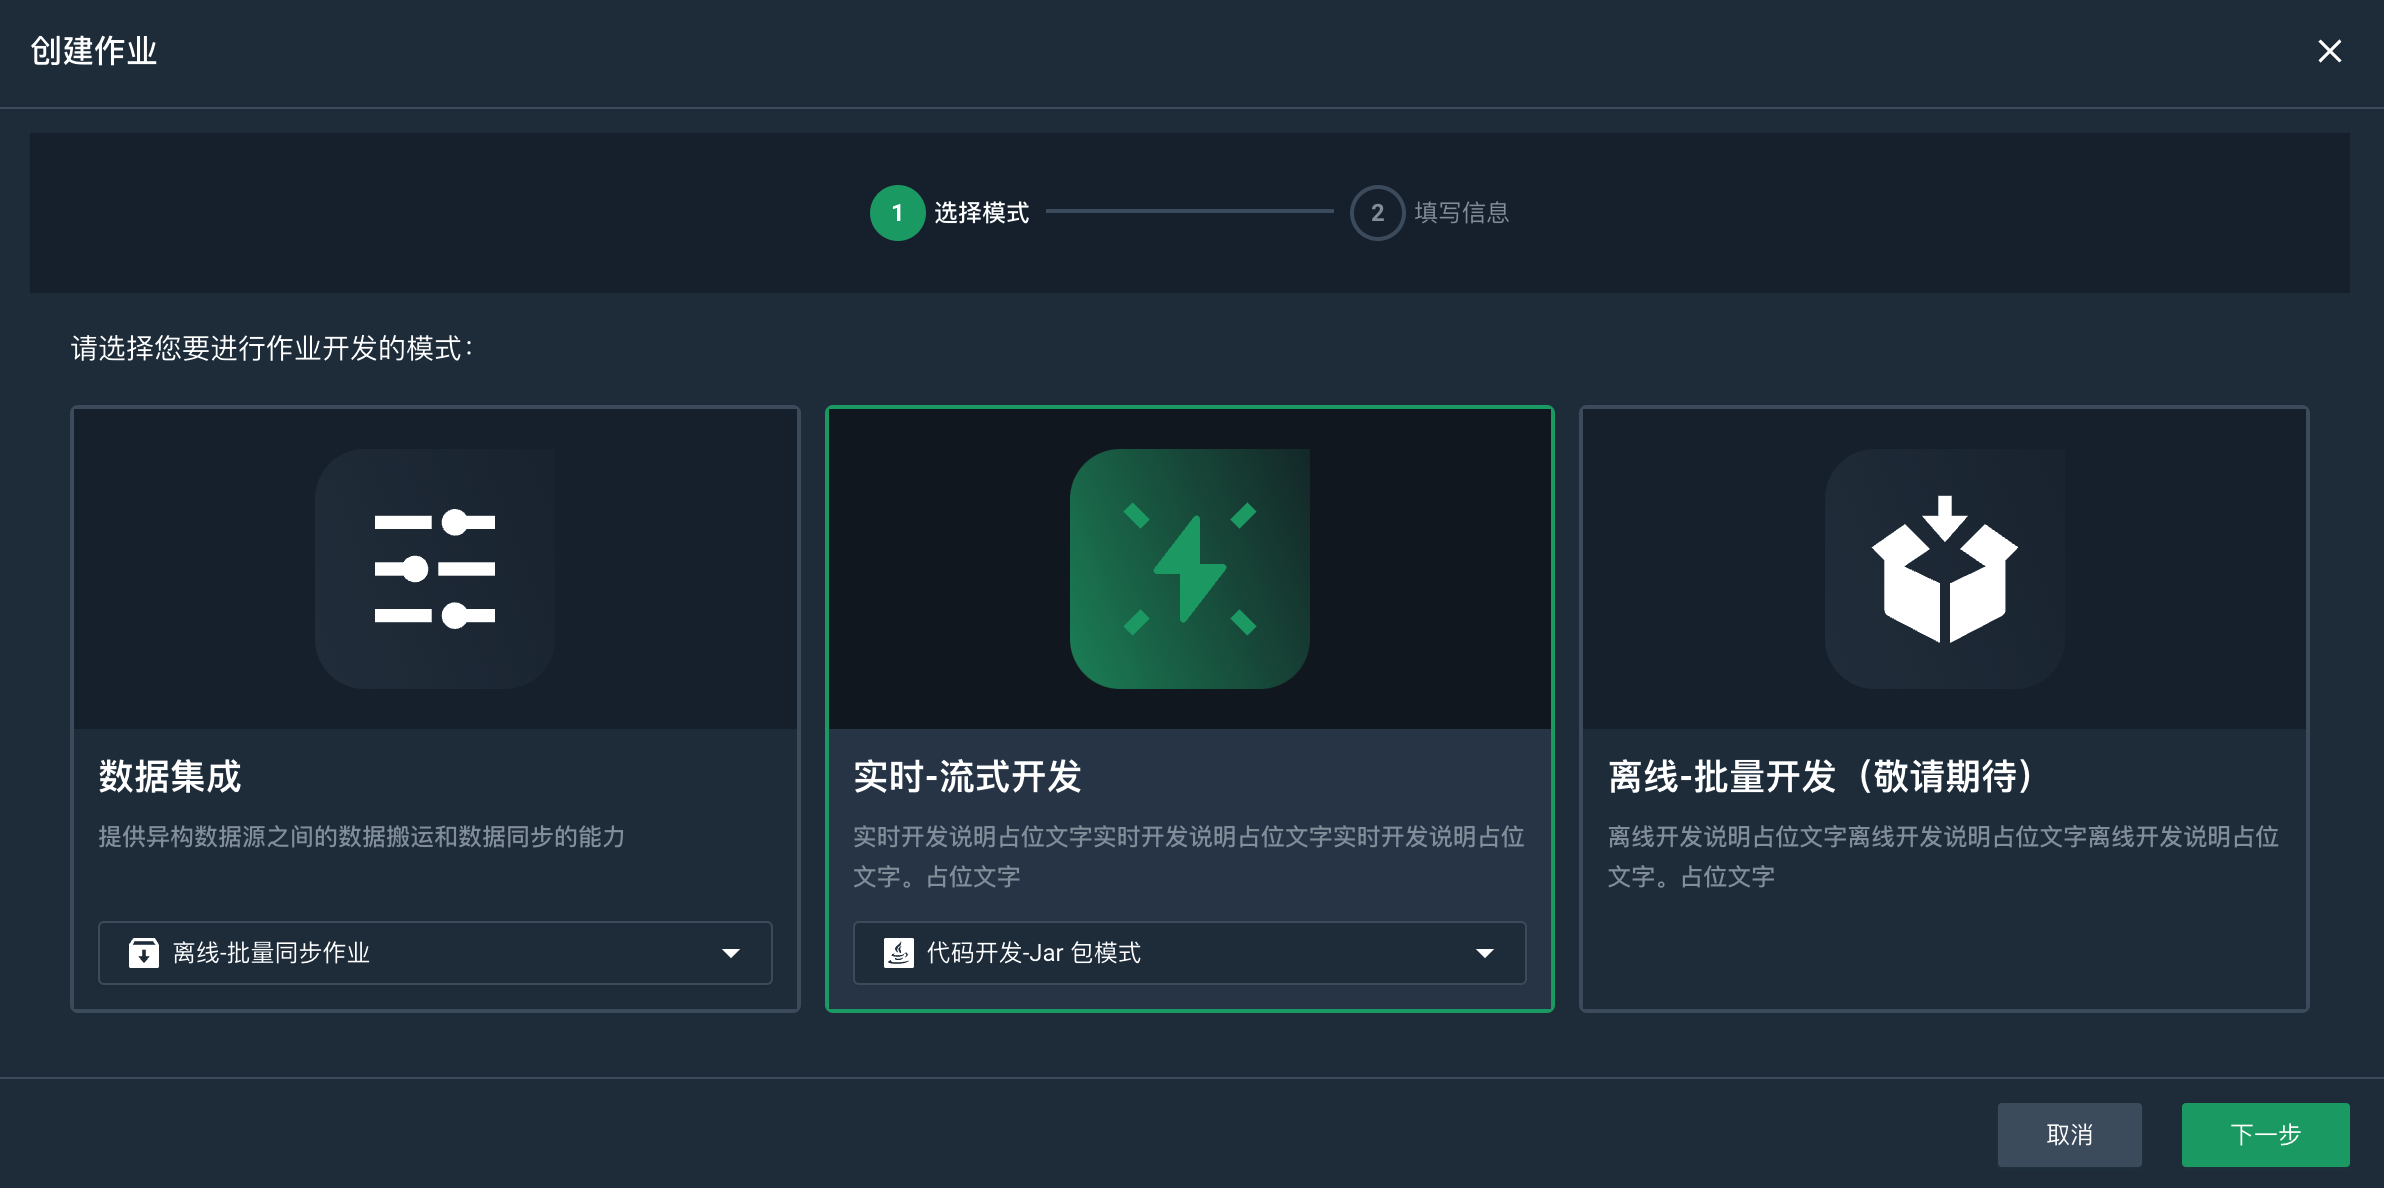 创建作业
1 选择模式 2 填写信息
请选择您要进行作业开发的模式：
数据集成
提供异构数据源之间的数据搬运和数据同步的能力
离线-批量同步作业
实时-流式开发
实时开发说明占位文字实时开发说明占位文字实时开发说明占位
文字。占位文字
代码开发-Jar 包模式
离线-批量开发（敬请期待）
离线开发说明占位文字离线开发说明占位文字离线开发说明占位
文字。占位文字
取消 下一步